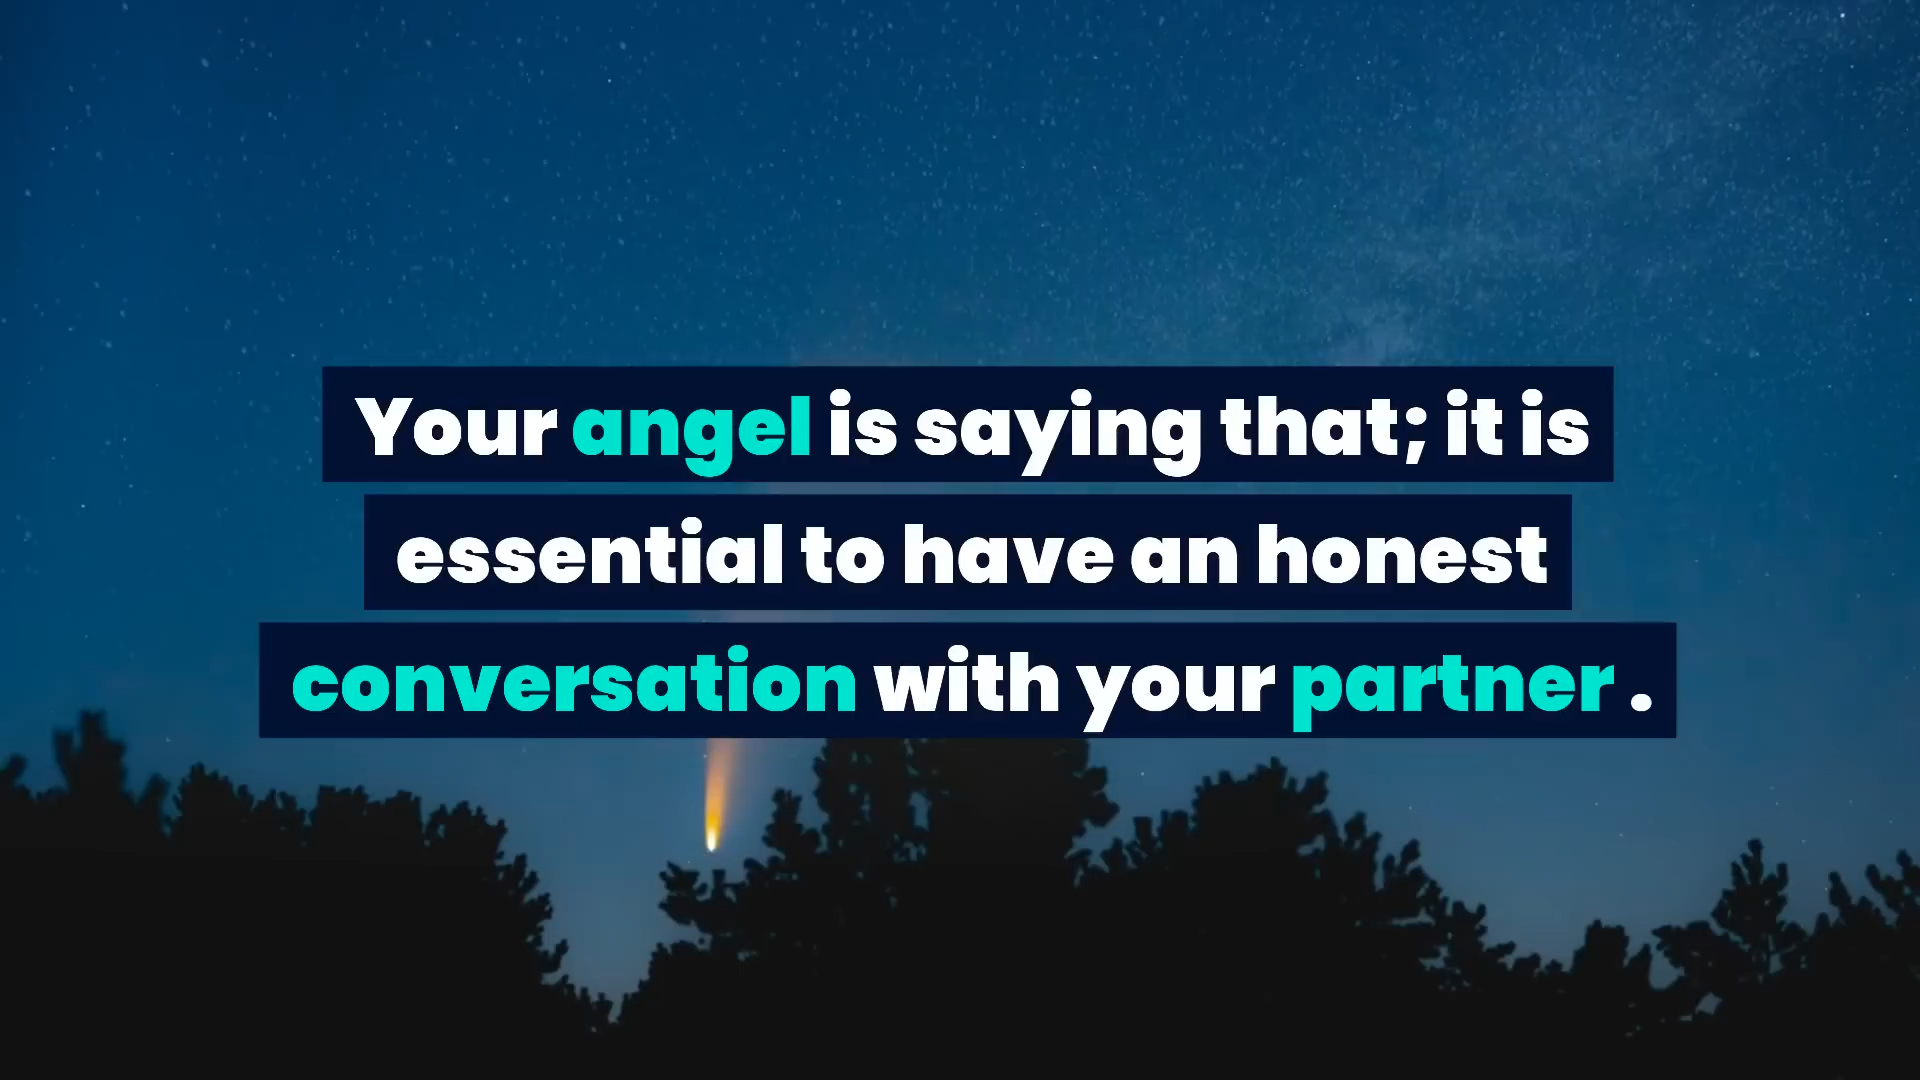 Your angel is saying that; it is
essential to have an honest
conversation with your partner .